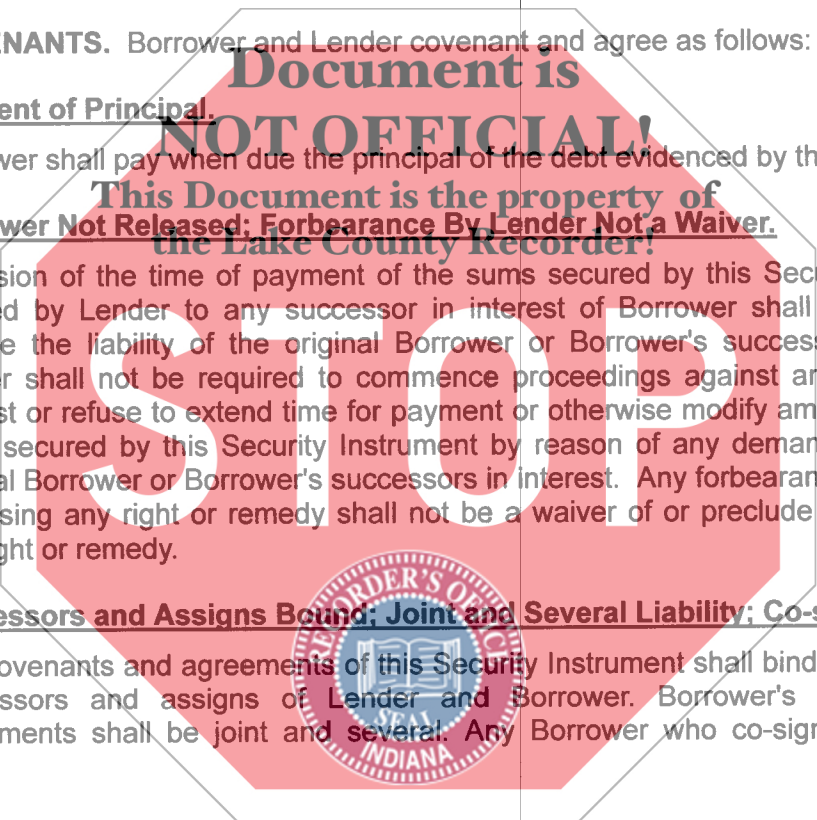 ENANTS. Borrower and Lender covenant and agree as follows:
Document is
ent of Principal.
NOT OFFICIAL!
wer shall pay when due the principal of the debt evidenced by th
This Document is the property of
wer Not Released; Forbearance By Lender Not a Waiver.
the Lake County Recorder!
sion of the time of payment of the sums secured by this Secu
ed by Lender to any successor in interest of Borrower shall
e the liability of the original Borrower or Borrower's success
er shall not be required to commence proceedings against an
st or refuse to extend time for payment or otherwise modify am
secured by this Security Instrument by reason of any deman
al Borrower or Borrower's successors in interest. Any forbearan
sing any right or remedy shall not be a waiver of or preclude
ght or remedy.
STOP
essors and Assigns Bound; Joint and Several Liability; Co-s
ovenants and agreements of this Security Instrument shall bind
essors and assigns of Lender and Borrower. Borrower's
ments shall be joint and several. Any Borrower who co-sign
RECORDER'S OFFICE
SEAL
INDIANA